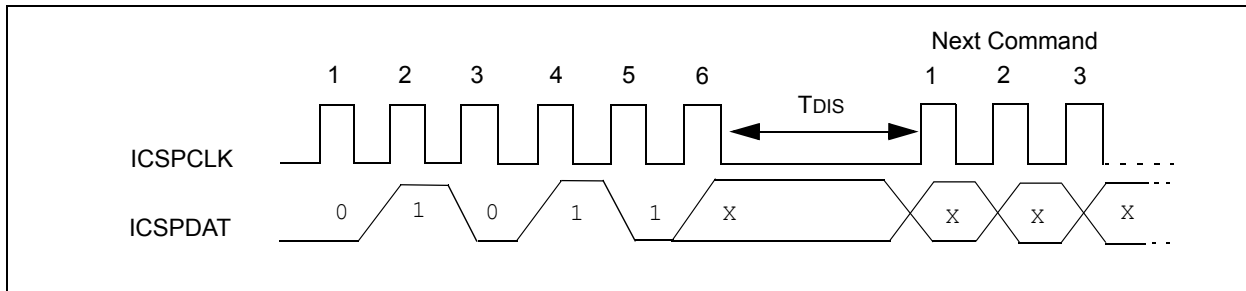 Next Command
1 2 3 4 5 6 1 2 3
TDIS
ICSPCLK
ICSPDAT
0 1 0 1 1 X X X X